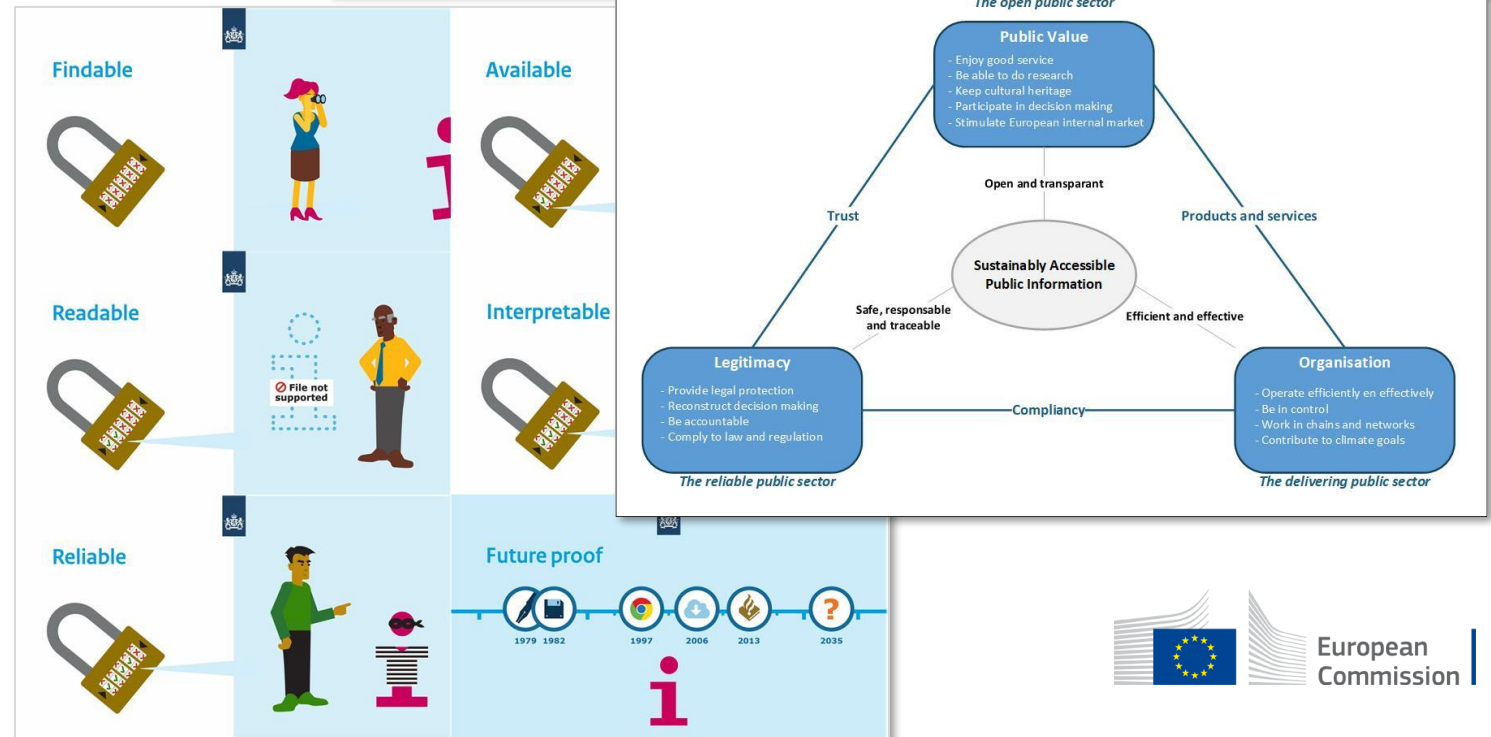 Findable
Available
Readable
File not
supported
Interpretable
Reliable
Future proof
1979 1982 1997 2006 2013 2035
The open public sector
Public Value
- Enjoy good service
- Be able to do research
- Keep cultural heritage
- Participate in decision making
- Stimulate European internal market
Open and transparant
Trust
Products and services
Sustainably Accessible
Public Information
Safe, responsable
and traceable
Efficient and effective
Legitimacy
- Provide legal protection
- Reconstruct decision making
- Be accountable
- Comply to law and regulation
Compliancy
Organisation
- Operate efficiently en effectively
- Be in control
- Work in chains and networks
- Contribute to climate goals
The reliable public sector
The delivering public sector
European
Commission